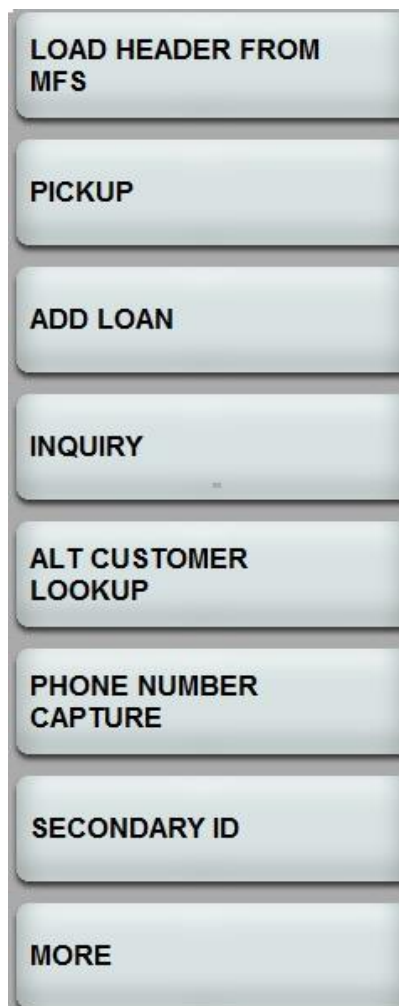 LOAD HEADER FROM
MFS
PICKUP
ADD LOAN
INQUIRY
ALT CUSTOMER
LOOKUP
PHONE NUMBER
CAPTURE
SECONDARY ID
MORE